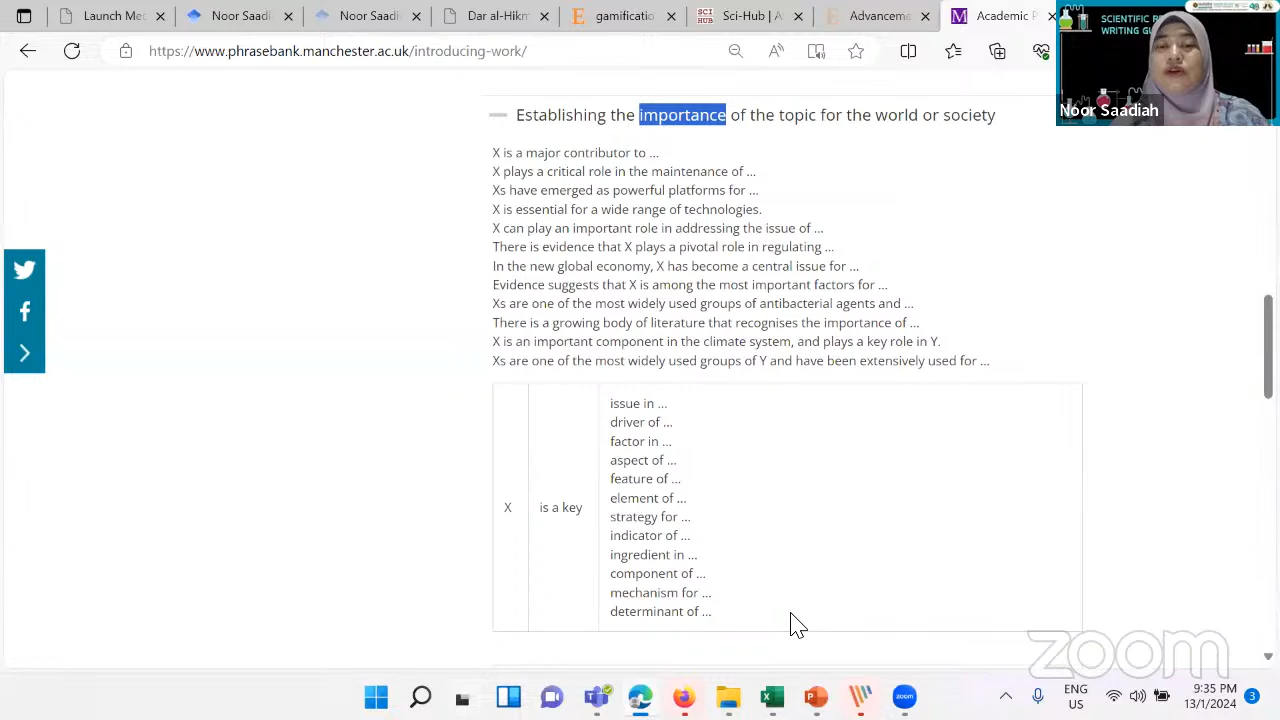 Launch Me
gamificati
Sci-Hub
Advanced
Academic P
https://www.phrasebank.manchester.ac.uk/introducing-work/
SCI
HUB
SCIENTIFIC
WRITING
Noor Saadiah
Establishing the importance of the topic for the world or society
X is a major contributor to ...
X plays a critical role in the maintenance of ...
Xs have emerged as powerful platforms for ...
X is essential for a wide range of technologies.
X can play an important role in addressing the issue of ...
There is evidence that X plays a pivotal role in regulating ...
In the new global economy, X has become a central issue for ...
Evidence suggests that X is among the most important factors for ...
Xs are one of the most widely used groups of antibacterial agents and ...
There is a growing body of literature that recognises the importance of ...
X is an important component in the climate system, and plays a key role in Y.
Xs are one of the most widely used groups of Y and have been extensively used for ...
X
is a key
issue in ...
driver of ...
factor in ...
aspect of ...
feature of ...
element of ...
strategy for ...
indicator of ...
ingredient in ...
component of ...
mechanism for ...
determinant of ...
zoom
zoom
ENG
US
9:35 PM
13/1/2024
3